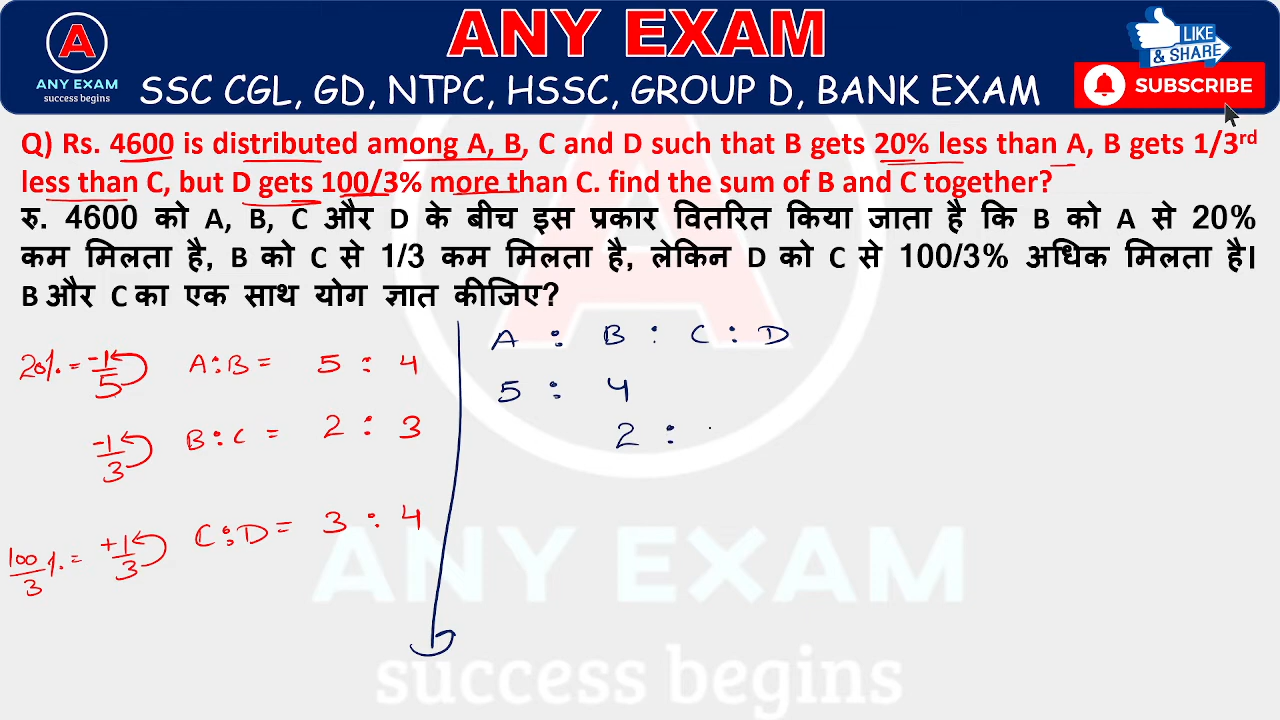 ANY EXAM
A
ANY EXAM
success begins
SSC CGL, GD, NTPC, HSSC, GROUP D, BANK EXAM
LIKE
& SHARE
SUBSCRIBE
Q) Rs. 4600 is distributed among A, B, C and D such that B gets 20% less than A, B gets 1/3rd
less than C, but D gets 100/3% more than C. find the sum of B and C together?
रु. 4600 को A, B, C और D के बीच इस प्रकार वितरित किया जाता है कि B को A से 20%
कम मिलता है, B को C से 1/3 कम मिलता है, लेकिन D को C से 100/3% अधिक मिलता है।
B और C का एक साथ योग ज्ञात कीजिए?
20% = -1/5 A:B = 5 : 4
-1/3 B:C = 2 : 3
100/3 % = +1/3 C:D = 3 : 4
A : B : C : D
5 : 4
2 :
ANY EXAM
success begins